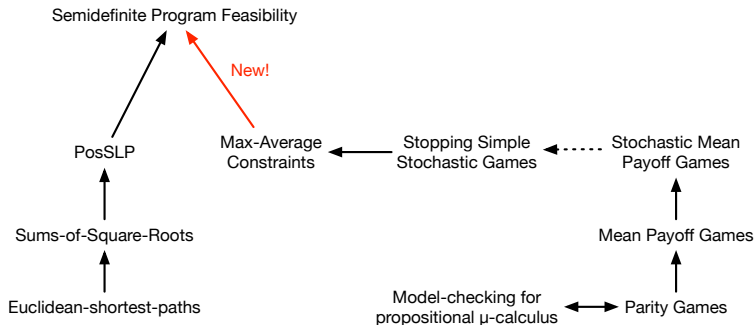 Semidefinite Program Feasibility
New!
PosSLP
Max-Average
Constraints
Stopping Simple
Stochastic Games
Stochastic Mean
Payoff Games
Sums-of-Square-Roots
Mean Payoff Games
Euclidean-shortest-paths
Model-checking for
propositional μ-calculus
Parity Games